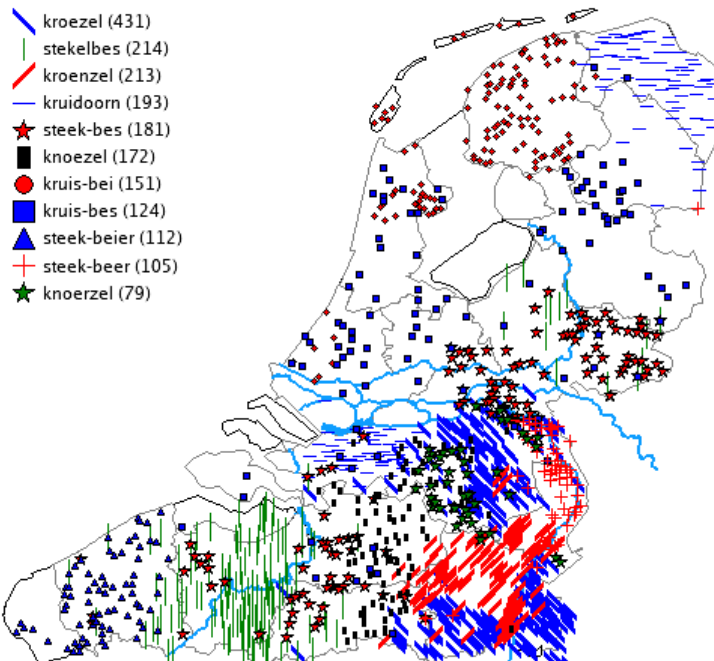 kroezel (431)
stekelbes (214)
kroenzel (213)
kruidoorn (193)
steek-bes (181)
knoezel (172)
kruis-bei (151)
kruis-bes (124)
steek-beier (112)
steek-beer (105)
knoerzel (79)